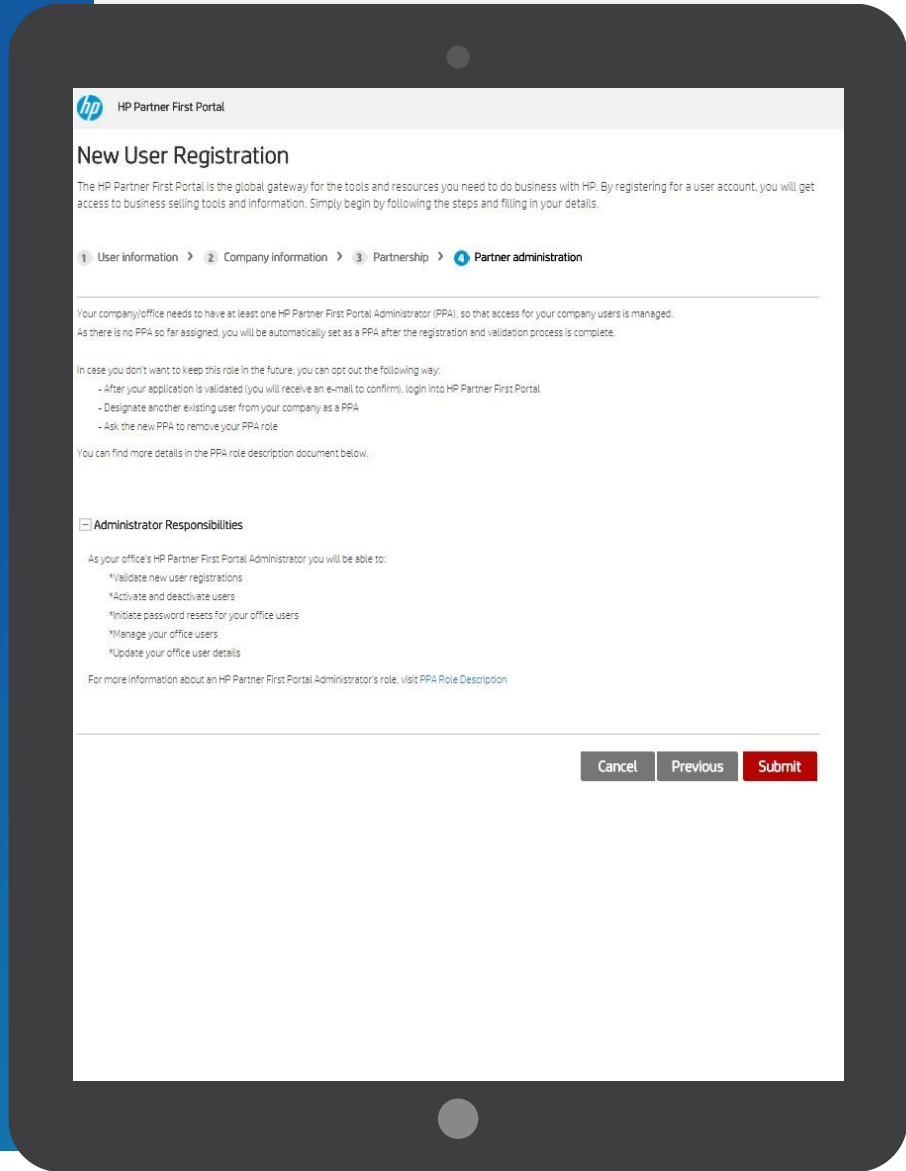 hp HP Partner First Portal
New User Registration
The HP Partner First Portal is the global gateway for the tools and resources you need to do business with HP. By registering for a user account, you will get
access to business selling tools and information. Simply begin by following the steps and filling in your details.
1 User information > 2 Company information > 3 Partnership > 4 Partner administration
Your company/office needs to have at least one HP Partner First Portal Administrator (PPA), so that access for your company users is managed.
As there is no PPA so far assigned, you will be automatically set as a PPA after the registration and validation process is complete.
In case you don't want to keep this role in the future, you can opt out the following way:
- After your application is validated (you will receive an e-mail to confirm), login into HP Partner First Portal
- Designate another existing user from your company as a PPA
- Ask the new PPA to remove your PPA role
You can find more details in the PPA role description document below.
Administrator Responsibilities
As your office's HP Partner First Portal Administrator you will be able to:
*Validate new user registrations
*Activate and deactivate users
*Initiate password resets for your office users
*Manage your office users
*Update your office user details
For more information about an HP Partner First Portal Administrator's role, visit PPA Role Description
Cancel Previous Submit